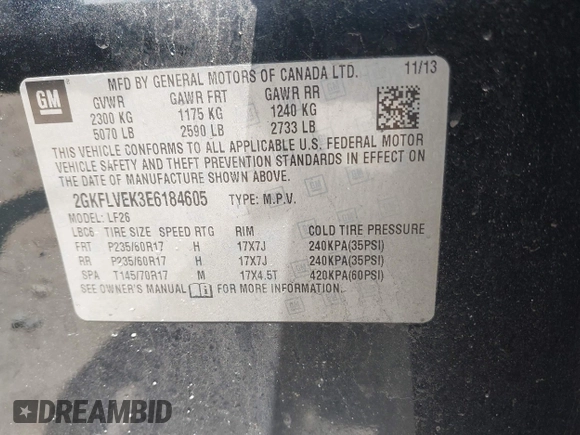 GM
MFD BY GENERAL MOTORS OF CANADA LTD. 11/13
GVWR GAWR FRT GAWR RR
2300 KG 1175 KG 1240 KG
5070 LB 2590 LB 2733 LB
THIS VEHICLE CONFORMS TO ALL APPLICABLE U.S. FEDERAL MOTOR
VEHICLE SAFETY AND THEFT PREVENTION STANDARDS IN EFFECT ON
THE DATE OF MANUFACTURE SHOWN ABOVE.
2GKFLVEK3E6184605 TYPE: M.P.V.
MODEL: LF26
LBC6 TIRE SIZE SPEED RTG RIM COLD TIRE PRESSURE
FRT P235/60R17 H 17X7J 240KPA(35PSI)
RR P235/60R17 H 17X7J 240KPA(35PSI)
SPA T145/70R17 M 17X4.5T 420KPA(60PSI)
SEE OWNER'S MANUAL FOR MORE INFORMATION.
DREAMBID